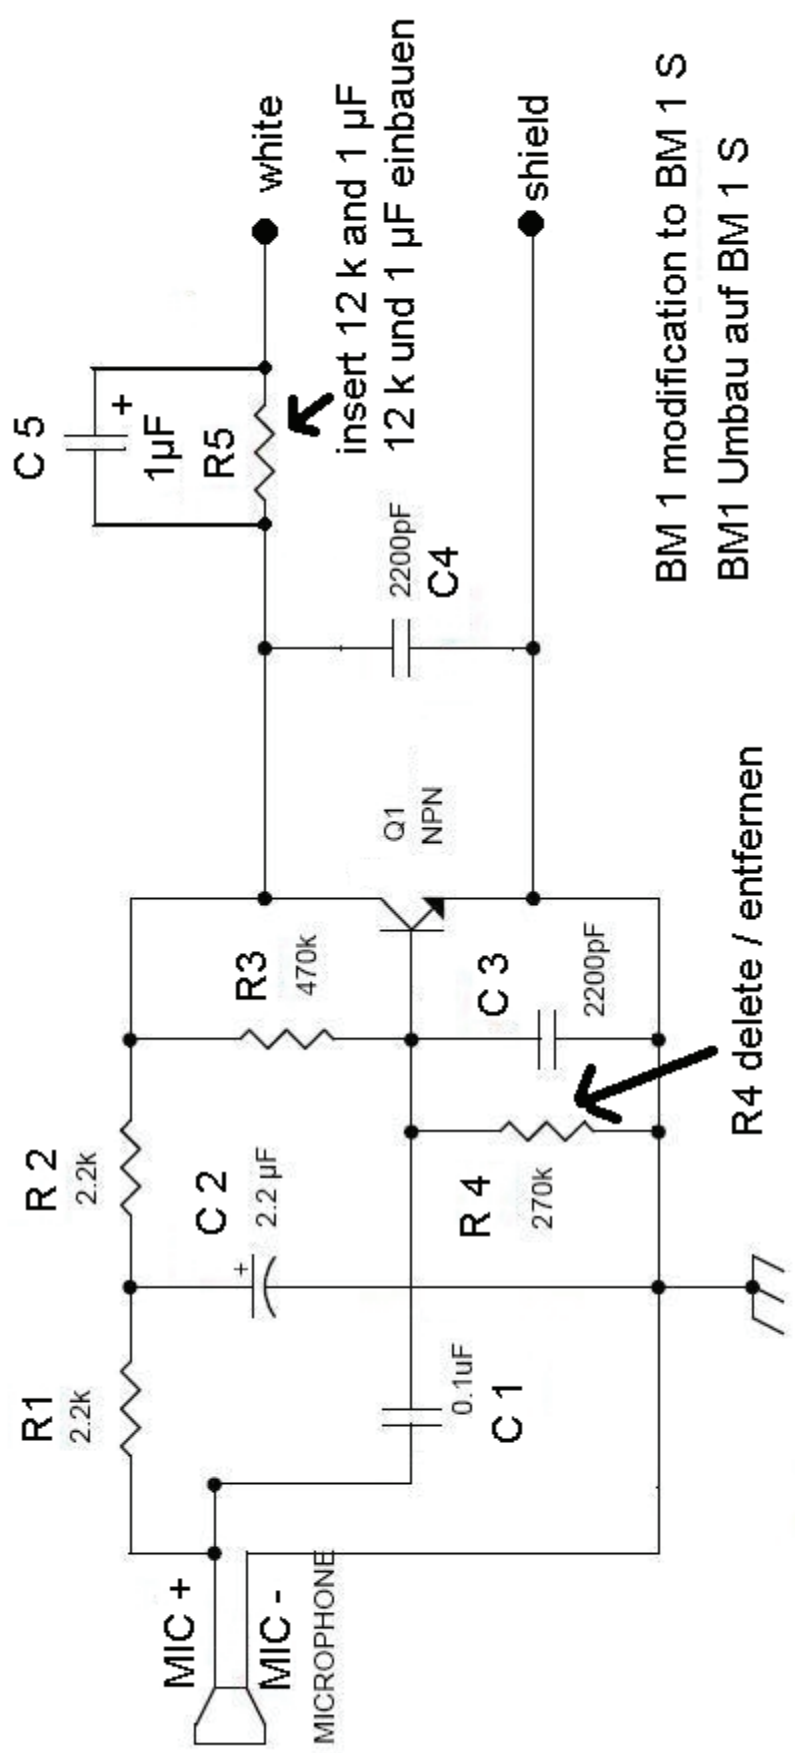 MIC +
MIC -
MICROPHONE
R1
2.2k
R 2
2.2k
C 2
+
2.2 µF
C 1
0.1uF
R3
470k
R 4
270k
C 3
2200pF
Q1
NPN
2200pF
C4
C 5
+
1µF
R5
white
shield
insert 12 k and 1 µF
12 k und 1 µF einbauen
R4 delete / entfernen
BM 1 modification to BM 1 S
BM1 Umbau auf BM 1 S